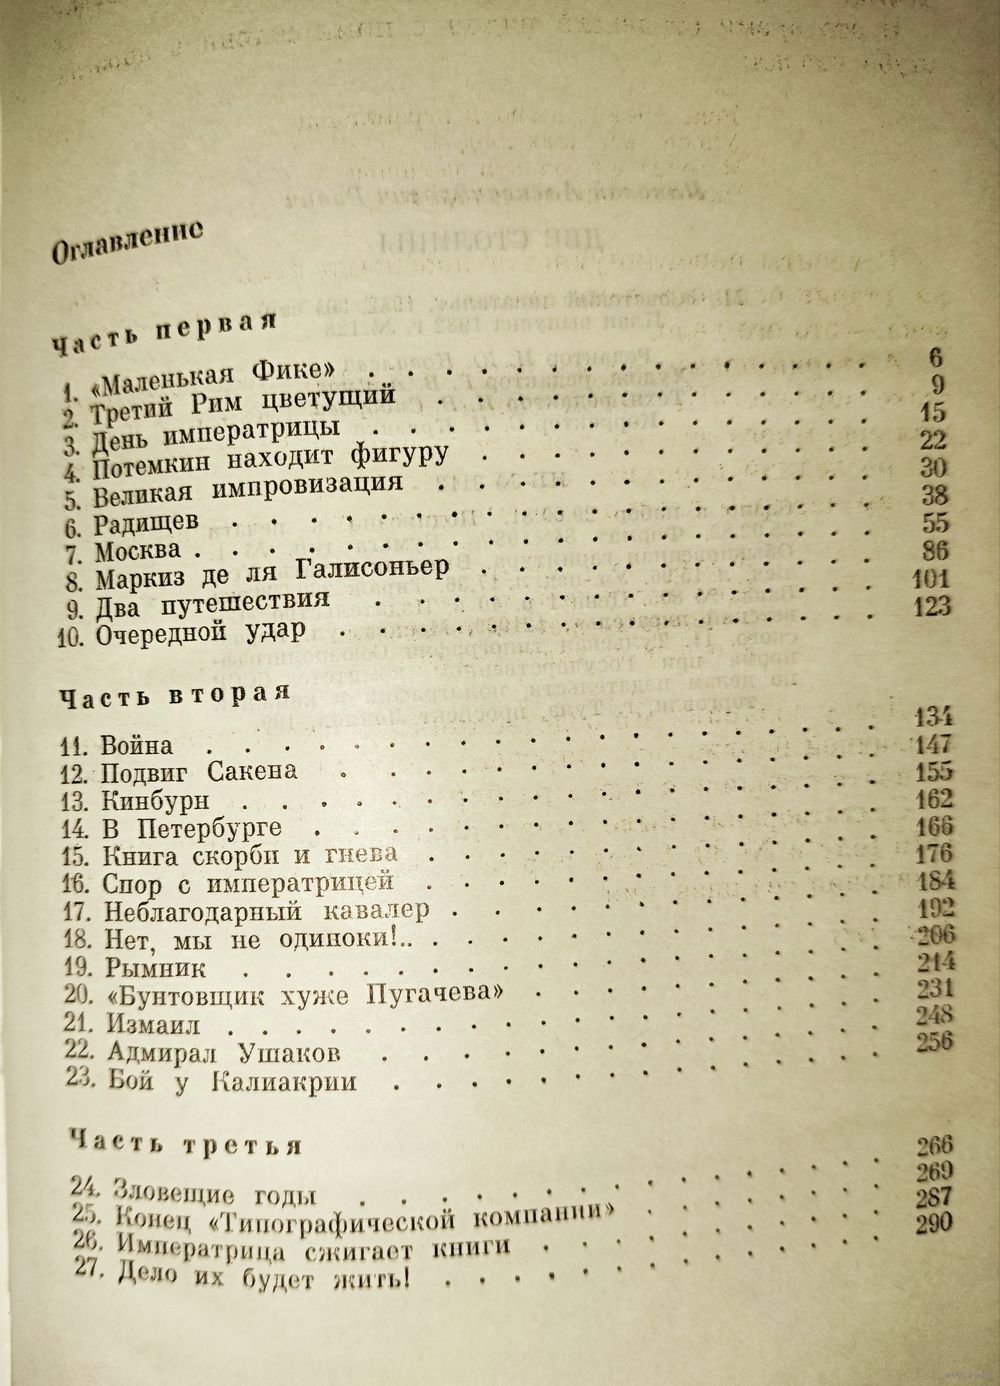 Оглавление
Часть первая
1. «Маленькая Фике» 6
2. Третий Рим цветущий 9
3. День императрицы 15
4. Потемкин находит фигуру 22
5. Великая импровизация 30
6. Радищев 38
7. Москва 55
8. Маркиз де ля Галисоньер 86
9. Два путешествия 101
10. Очередной удар 123
Часть вторая
11. Война 134
12. Подвиг Сакена 147
13. Кинбурн 155
14. В Петербурге 162
15. Книга скорби и гнева 166
16. Спор с императрицей 176
17. Неблагодарный кавалер 184
18. Нет, мы не одиноки!.. 192
19. Рымник 206
20. «Бунтовщик хуже Пугачева» 214
21. Измаил 231
22. Адмирал Ушаков 248
23. Бой у Калиакрии 256
Часть третья
24. Зловещие годы 266
25. Конец «Типографической компании» 269
26. Императрица сжигает книги 287
27. Дело их будет жить! 290